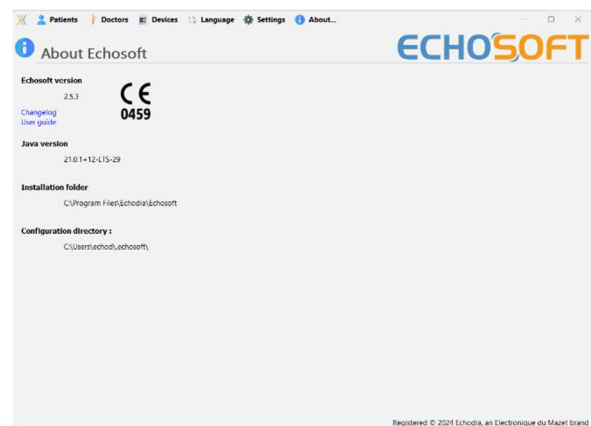 Patients Doctors Devices Language Settings About...
ECHOSOFT
About Echosoft
Echosoft version
2.5.3
Changelog
User guide
0459
Java version
21.0.1+12-LTS-29
Installation folder
C:\Program Files\Echodia\Echosoft
Configuration directory :
C:\Users\echod\.echosoft\
Registered © 2024 Echodia, an Electronique du Mazet brand